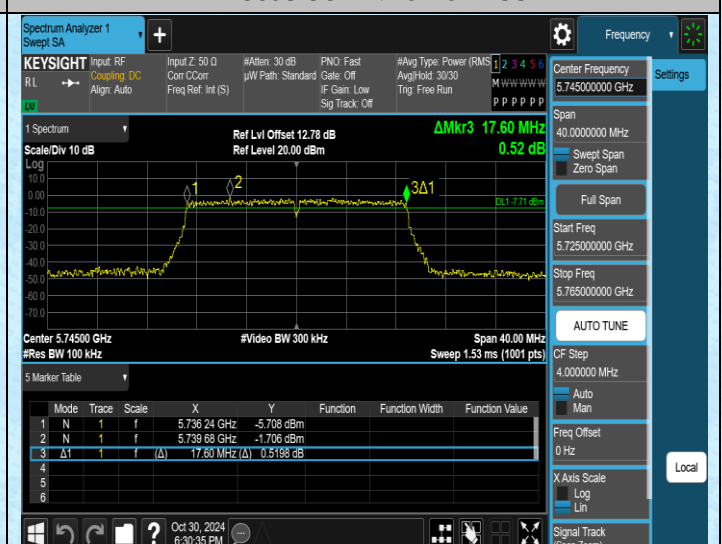 Spectrum Analyzer 1
Swept SA
+
Frequency
KEYSIGHT
RL
LXI
Input: RF
Coupling: DC
Align: Auto
Input Z: 50 Ω
Corr CCorr
Freq Ref: Int (S)
#Atten: 30 dB
µW Path: Standard
PNO: Fast
Gate: Off
IF Gain: Low
Sig Track: Off
#Avg Type: Power (RMS
Avg|Hold: 30/30
Trig: Free Run
1 2 3 4 5 6
M W W W W W
P P P P P P
1 Spectrum
Scale/Div 10 dB
Ref Lvl Offset 12.78 dB
Ref Level 20.00 dBm
ΔMkr3 17.60 MHz
0.52 dB
Log
10.0
0.00
-10.0
-20.0
-30.0
-40.0
-50.0
-60.0
-70.0
1
2
3Δ1
DL1 -7.71 dBm
Center 5.74500 GHz
#Res BW 100 kHz
#Video BW 300 kHz
Span 40.00 MHz
Sweep 1.53 ms (1001 pts)
5 Marker Table
Mode Trace Scale X Y Function Function Width Function Value
1 N 1 f 5.736 24 GHz -5.708 dBm
2 N 1 f 5.739 68 GHz -1.706 dBm
3 Δ1 1 f (Δ) 17.60 MHz (Δ) 0.5198 dB
4
5
6
?
Oct 30, 2024
6:30:35 PM
Center Frequency
5.745000000 GHz
Settings
Span
40.0000000 MHz
Swept Span
Zero Span
Full Span
Start Freq
5.725000000 GHz
Stop Freq
5.765000000 GHz
AUTO TUNE
CF Step
4.000000 MHz
Auto
Man
Freq Offset
0 Hz
X Axis Scale
Log
Lin
Local
Signal Track
(Span Zoom)